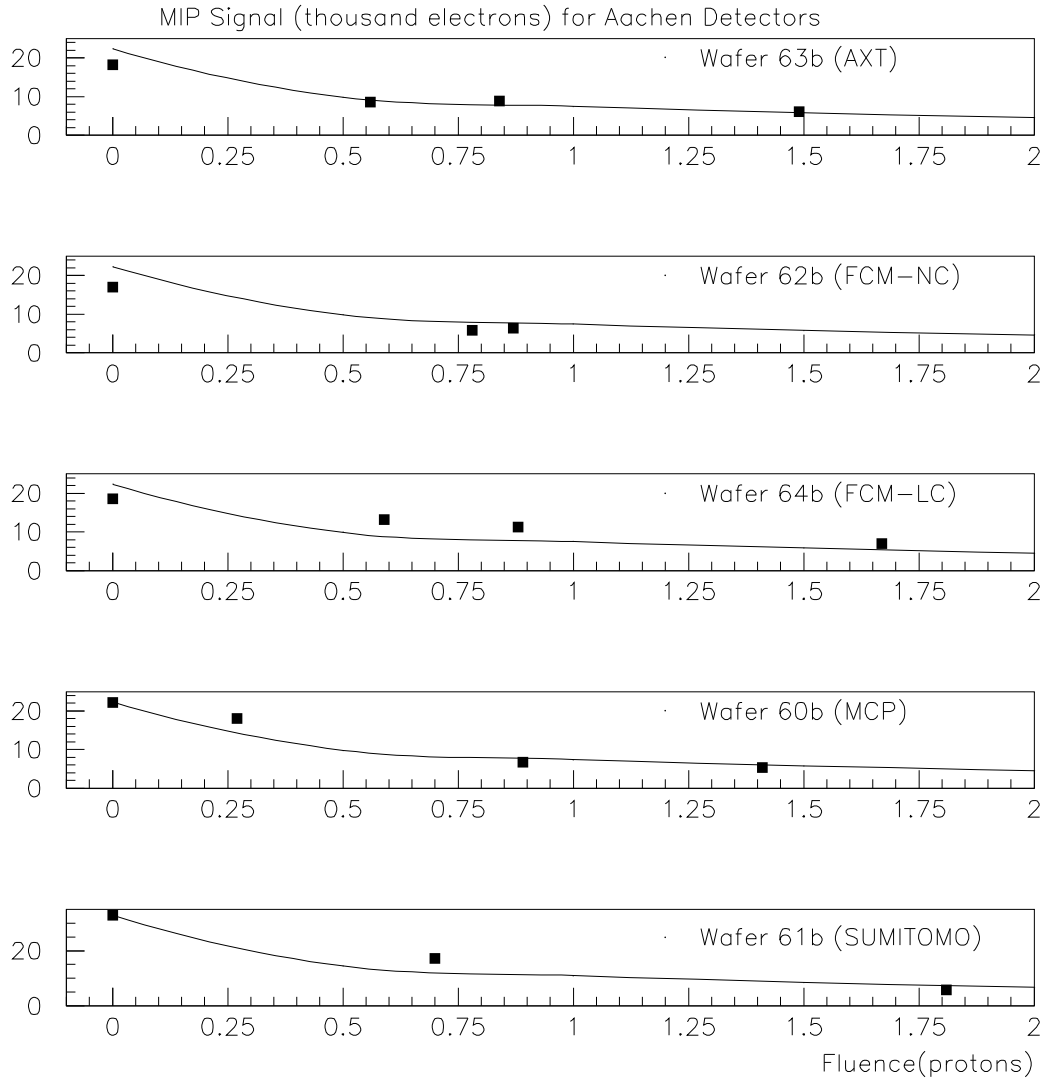 MIP Signal (thousand electrons) for Aachen Detectors
20
10
0
Wafer 63b (AXT)
0 0.25 0.5 0.75 1 1.25 1.5 1.75 2
20
10
0
Wafer 62b (FCM-NC)
0 0.25 0.5 0.75 1 1.25 1.5 1.75 2
20
10
0
Wafer 64b (FCM-LC)
0 0.25 0.5 0.75 1 1.25 1.5 1.75 2
20
10
0
Wafer 60b (MCP)
0 0.25 0.5 0.75 1 1.25 1.5 1.75 2
20
0
Wafer 61b (SUMITOMO)
0 0.25 0.5 0.75 1 1.25 1.5 1.75 2
Fluence(protons)